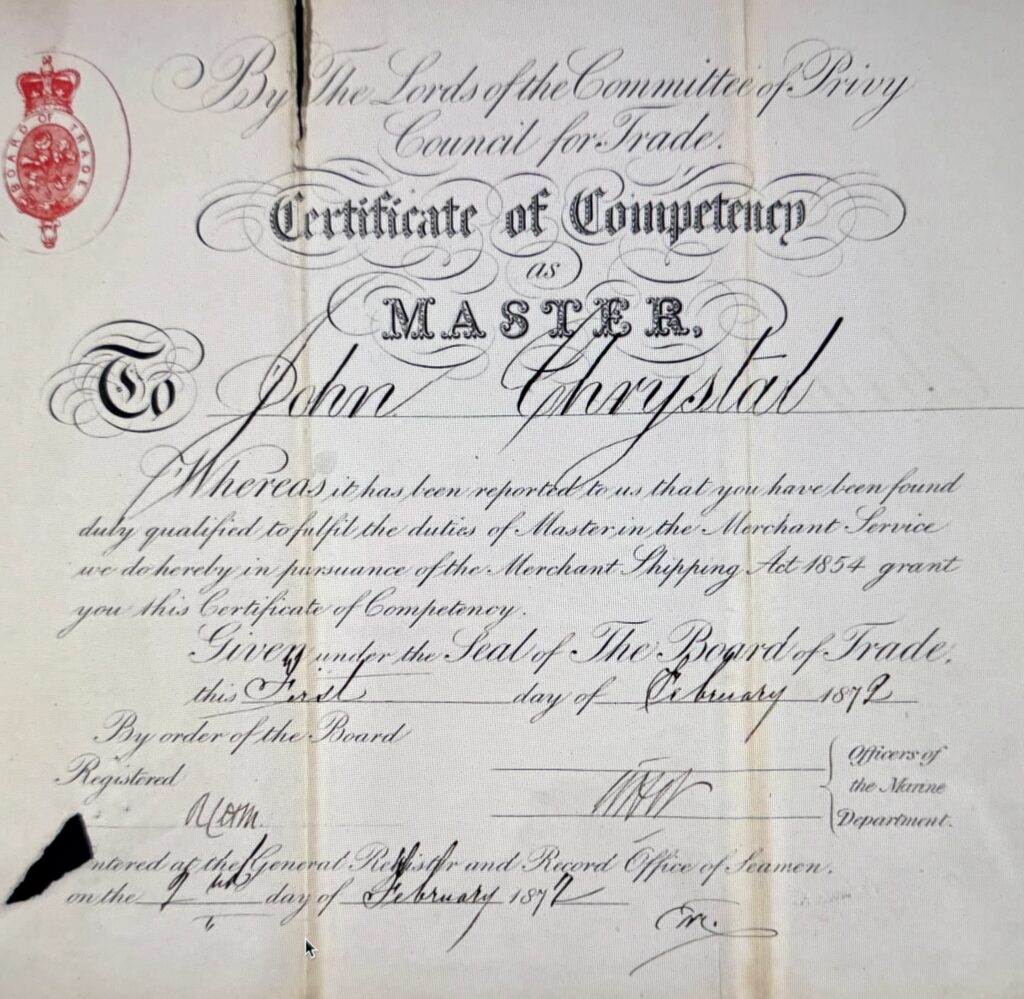 BOARD OF TRADE
By The Lords of the Committee of Privy
Council for Trade.
Certificate of Competency
as
MASTER.
To John Chrystal
Whereas it has been reported to us that you have been found
duly qualified to fulfil the duties of Master in the Merchant Service
we do hereby in pursuance of the Merchant Shipping Act 1854 grant
you this Certificate of Competency.
Given under the Seal of The Board of Trade.
this First day of February 1872
By order of the Board
Registered
Officers of
the Marine
Department.
ntered at the General Register and Record Office of Seamen.
on the day of February 1872